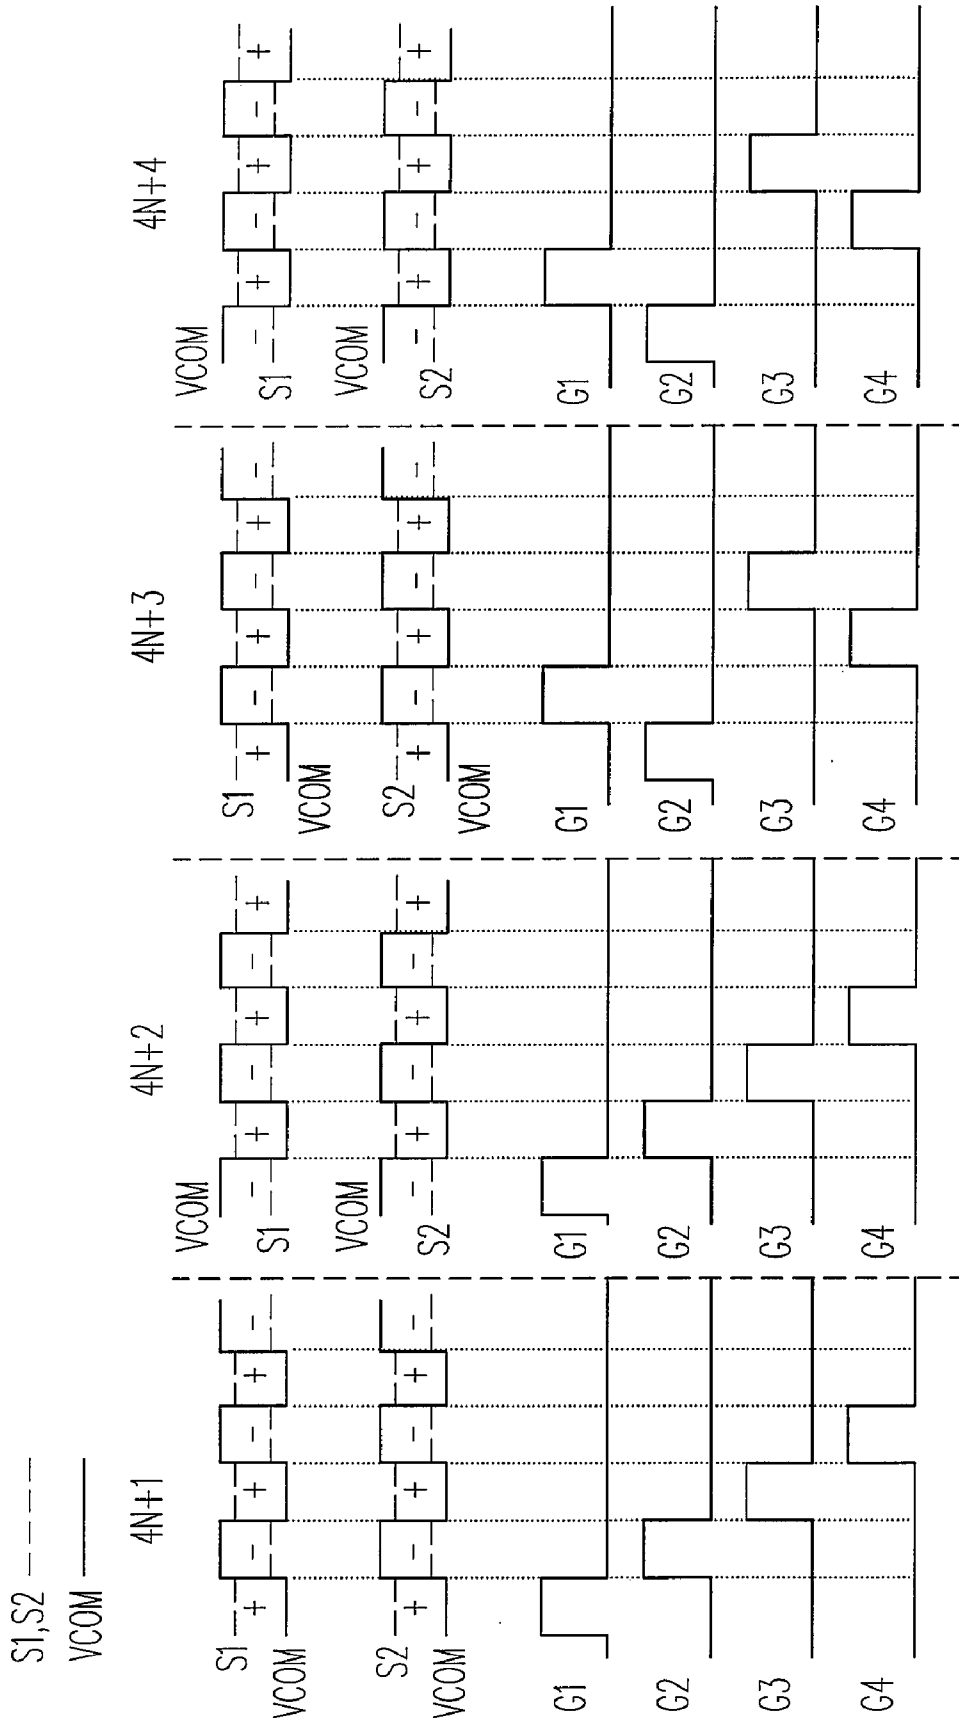 S1,S2
VCOM
4N+1
S1
+ - + - + -
VCOM
S2
+ - + - + -
VCOM
G1
G2
G3
G4
4N+2
VCOM
- + - + - +
S1
VCOM
- + - + - +
S2
G1
G2
G3
G4
4N+3
S1
+ - + - + -
VCOM
S2
+ - + - + -
VCOM
G1
G2
G3
G4
4N+4
VCOM
- + - + - +
S1
VCOM
- + - + - +
S2
G1
G2
G3
G4